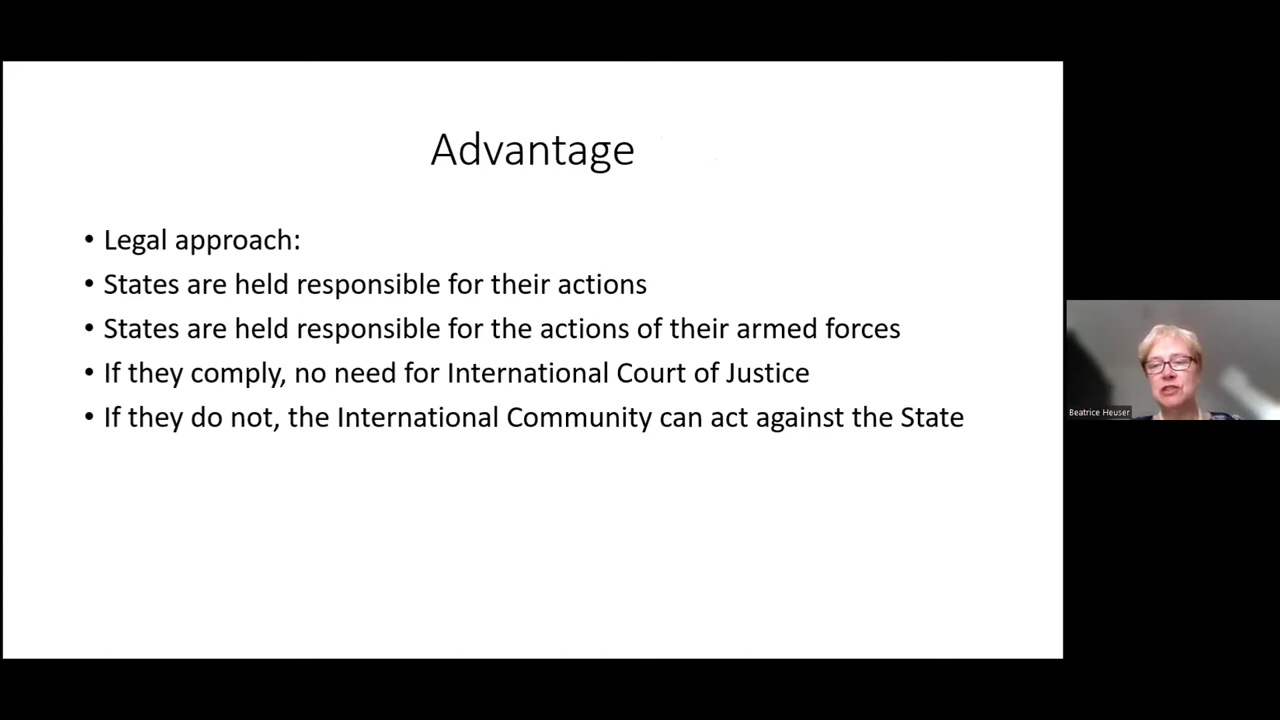 Advantage
• Legal approach:
• States are held responsible for their actions
• States are held responsible for the actions of their armed forces
• If they comply, no need for International Court of Justice
• If they do not, the International Community can act against the State
Beatrice Heuser